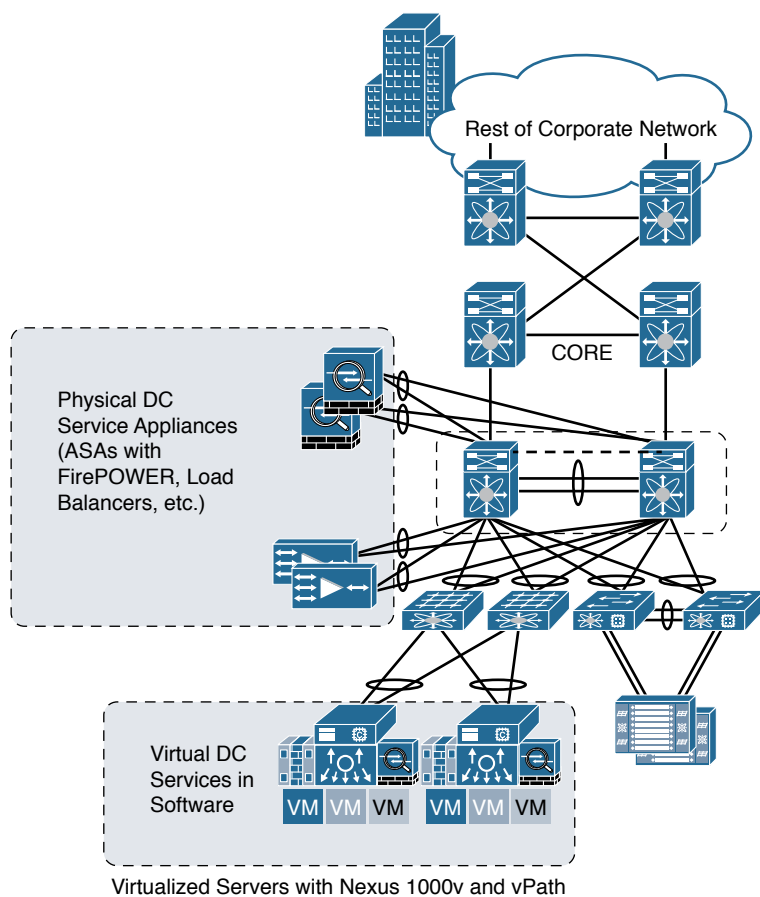 Rest of Corporate Network
CORE
Physical DC
Service Appliances
(ASAs with
FirePOWER, Load
Balancers, etc.)
Virtual DC
Services in
Software
VM VM VM VM VM VM
Virtualized Servers with Nexus 1000v and vPath